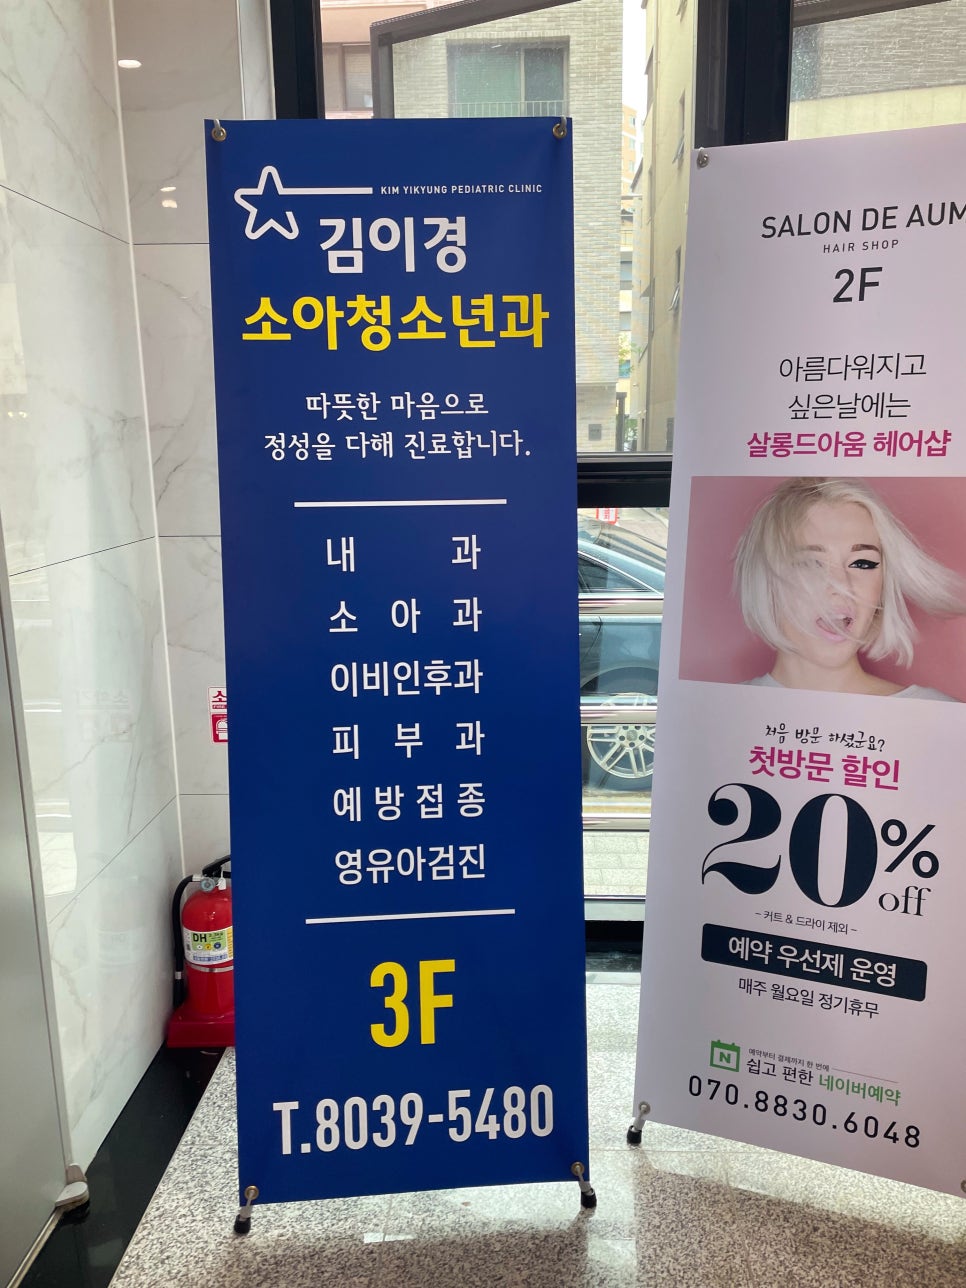 KIM YIKYUNG PEDIATRIC CLINIC
김이경
소아청소년과
따뜻한 마음으로
정성을 다해 진료합니다.
내 과
소 아 과
이비인후과
피 부 과
예 방 접 종
영유아검진
3F
T.8039-5480
SALON DE AUM
HAIR SHOP
2F
아름다워지고
싶은날에는
살롱드아움 헤어샵
처음 방문 하셨군요?
첫방문 할인
20% off
- 커트 & 드라이 제외 -
예약 우선제 운영
매주 월요일 정기휴무
N
예약부터 결제까지 한 번에
쉽고 편한 네이버예약
070.8830.6048
DH